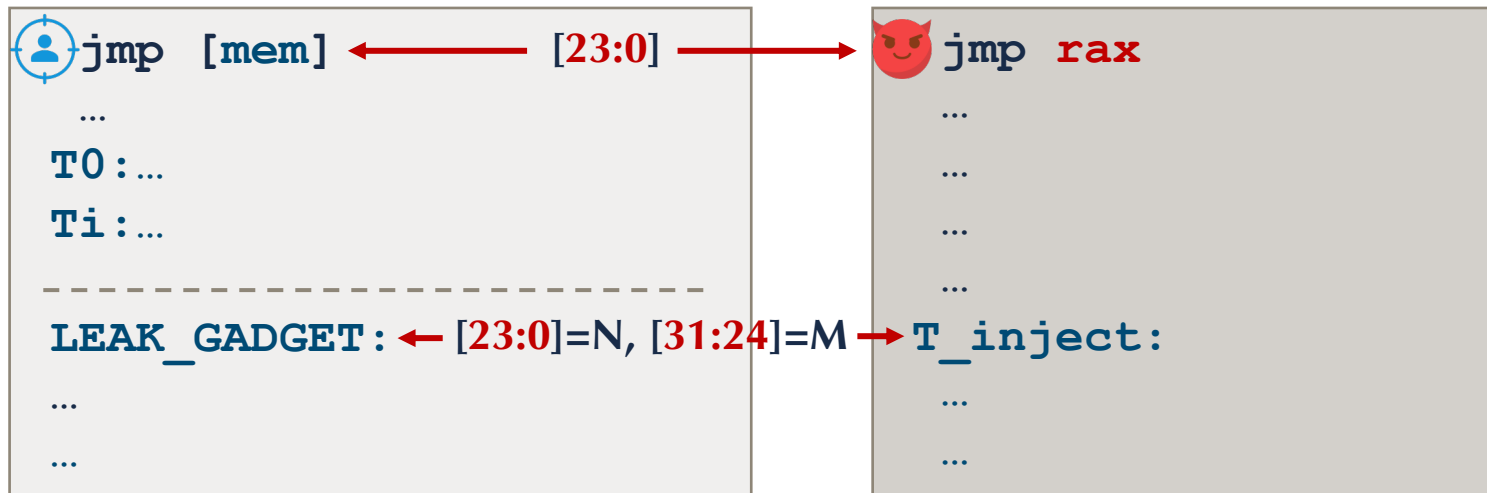 jmp [mem] [23:0] jmp rax
… …
T0:… …
Ti:… …
…
LEAK_GADGET: [23:0]=N, [31:24]=M T_inject:
… …
… …